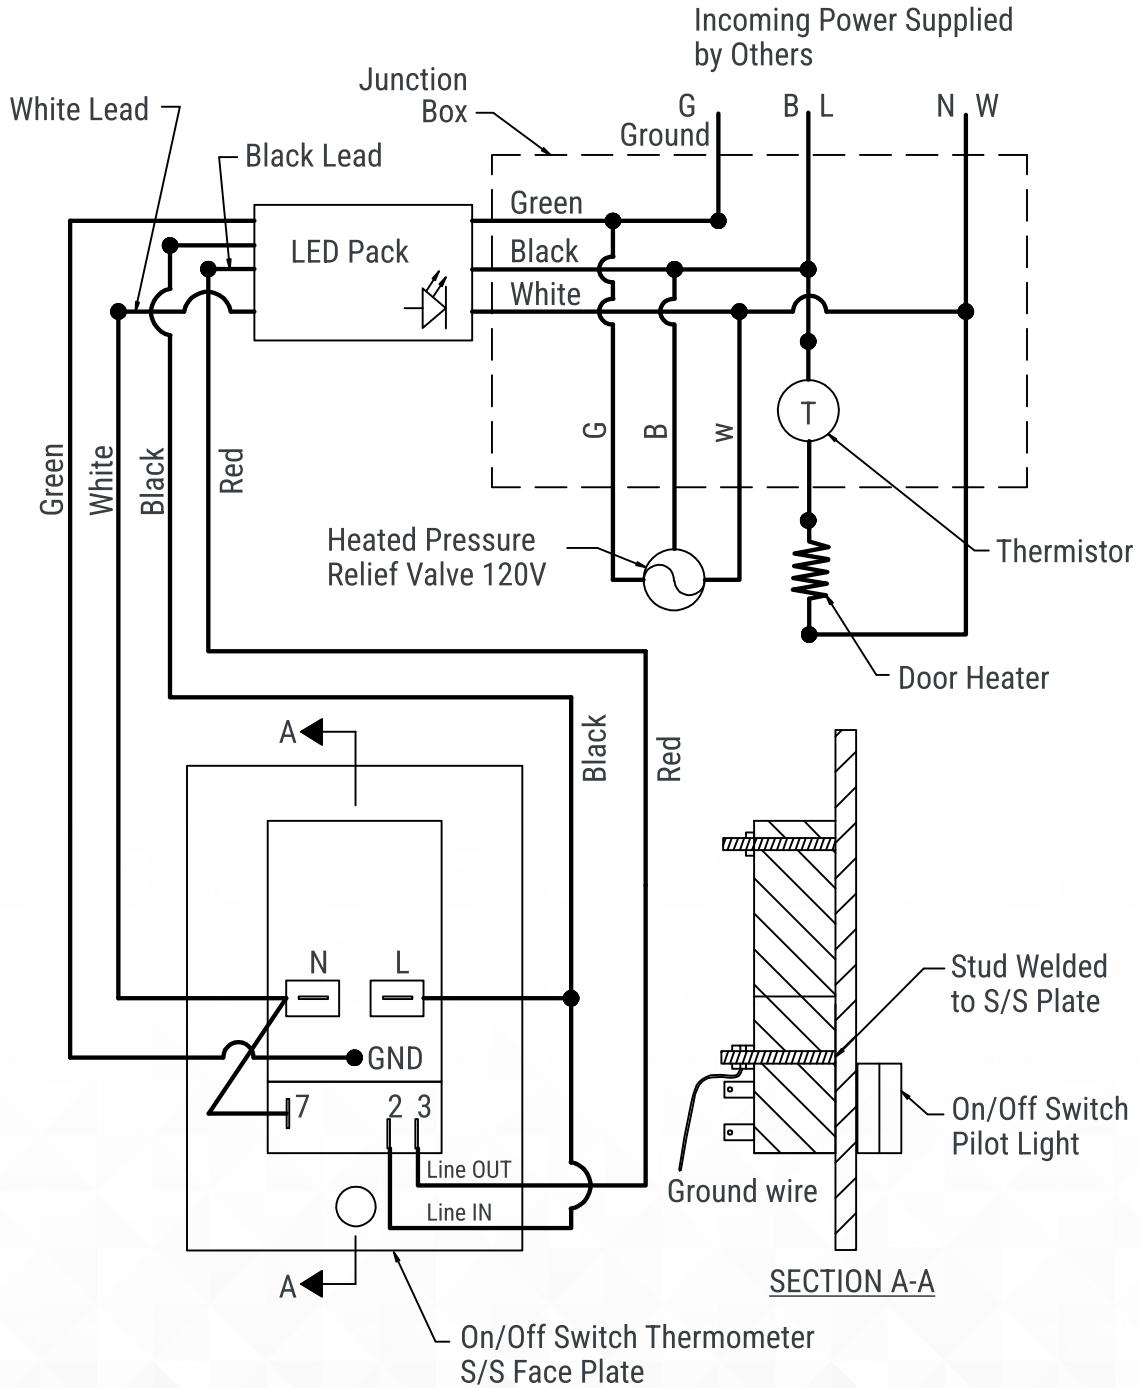 Incoming Power Supplied
by Others
Junction
Box
White Lead
G
Ground
B L
N W
Black Lead
Green
LED Pack
Black
White
G
B
w
T
Green
White
Black
Red
Heated Pressure
Relief Valve 120V
Thermistor
Door Heater
A
Black
Red
N
L
GND
7
2
3
Line OUT
Line IN
A
Stud Welded
to S/S Plate
On/Off Switch
Pilot Light
Ground wire
SECTION A-A
On/Off Switch Thermometer
S/S Face Plate